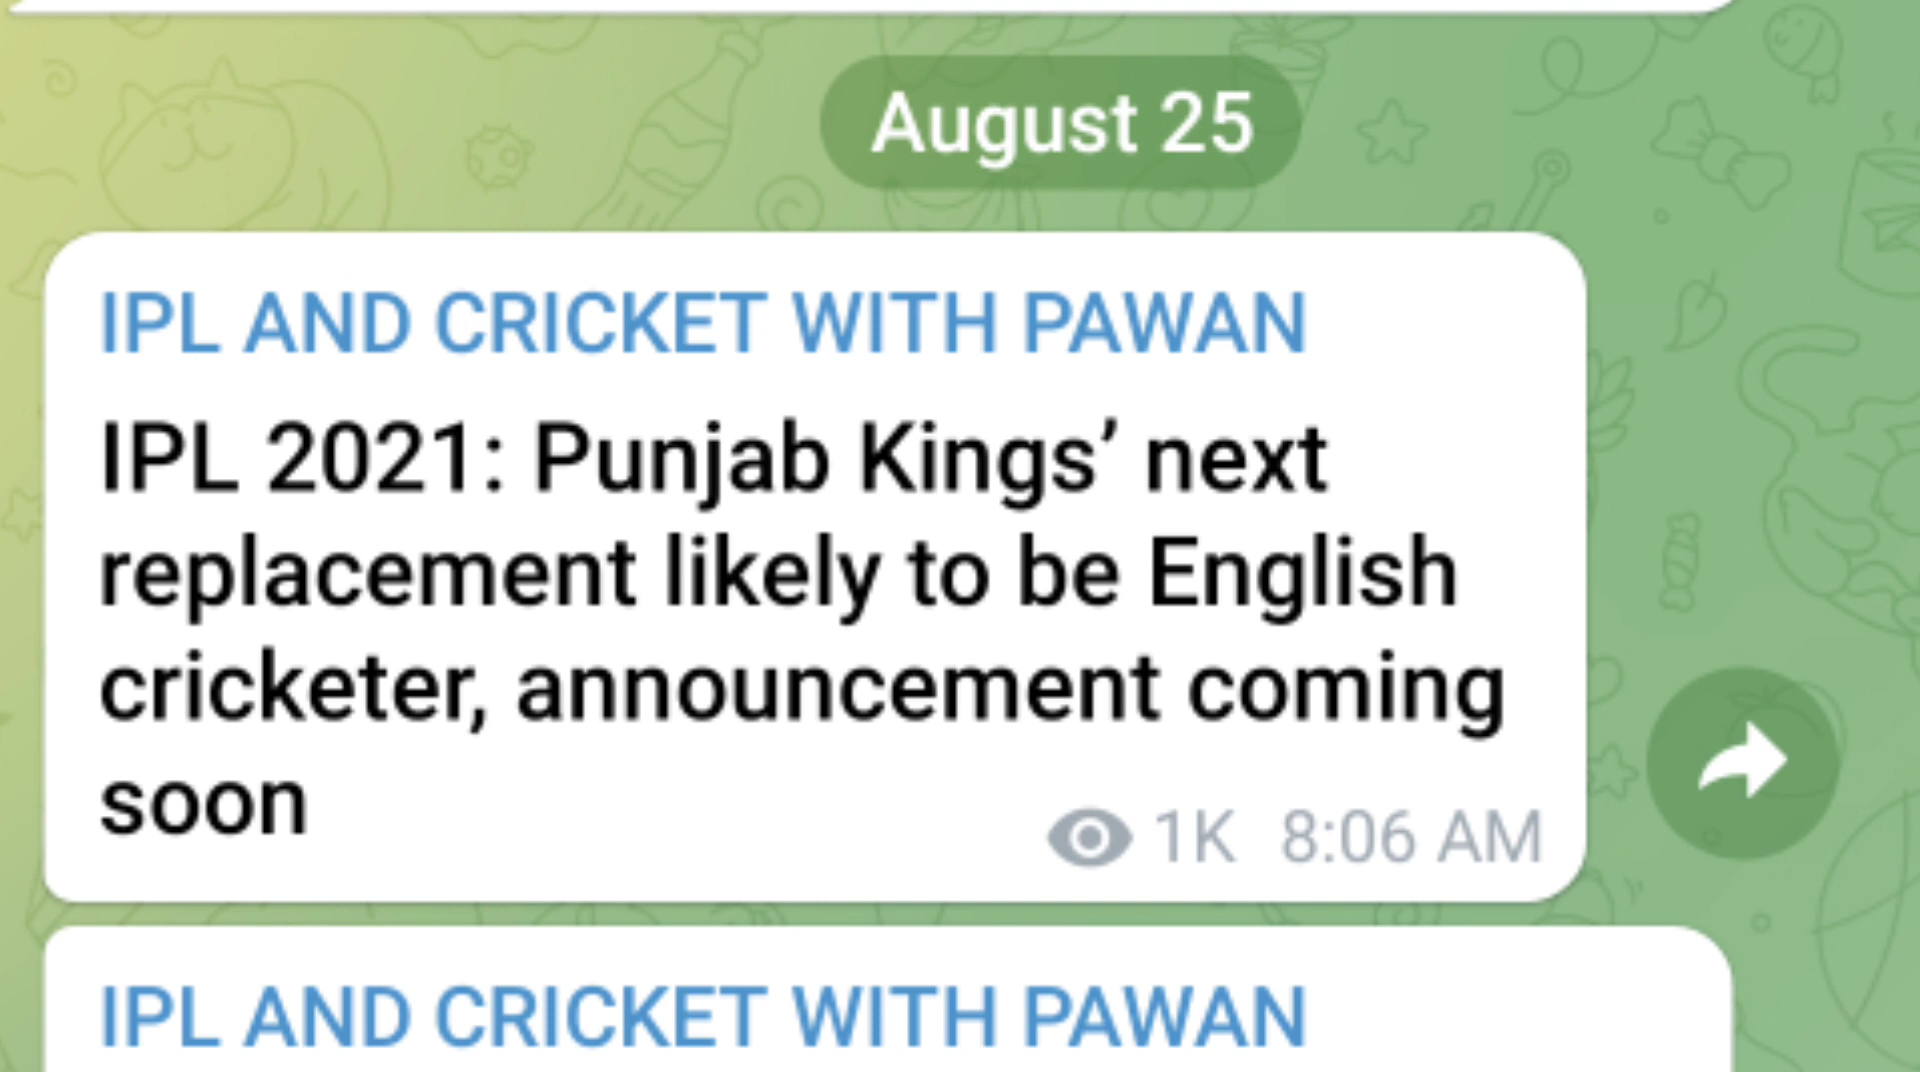 August 25
IPL AND CRICKET WITH PAWAN
IPL 2021: Punjab Kings’ next
replacement likely to be English
cricketer, announcement coming
soon
1K 8:06 AM
IPL AND CRICKET WITH PAWAN